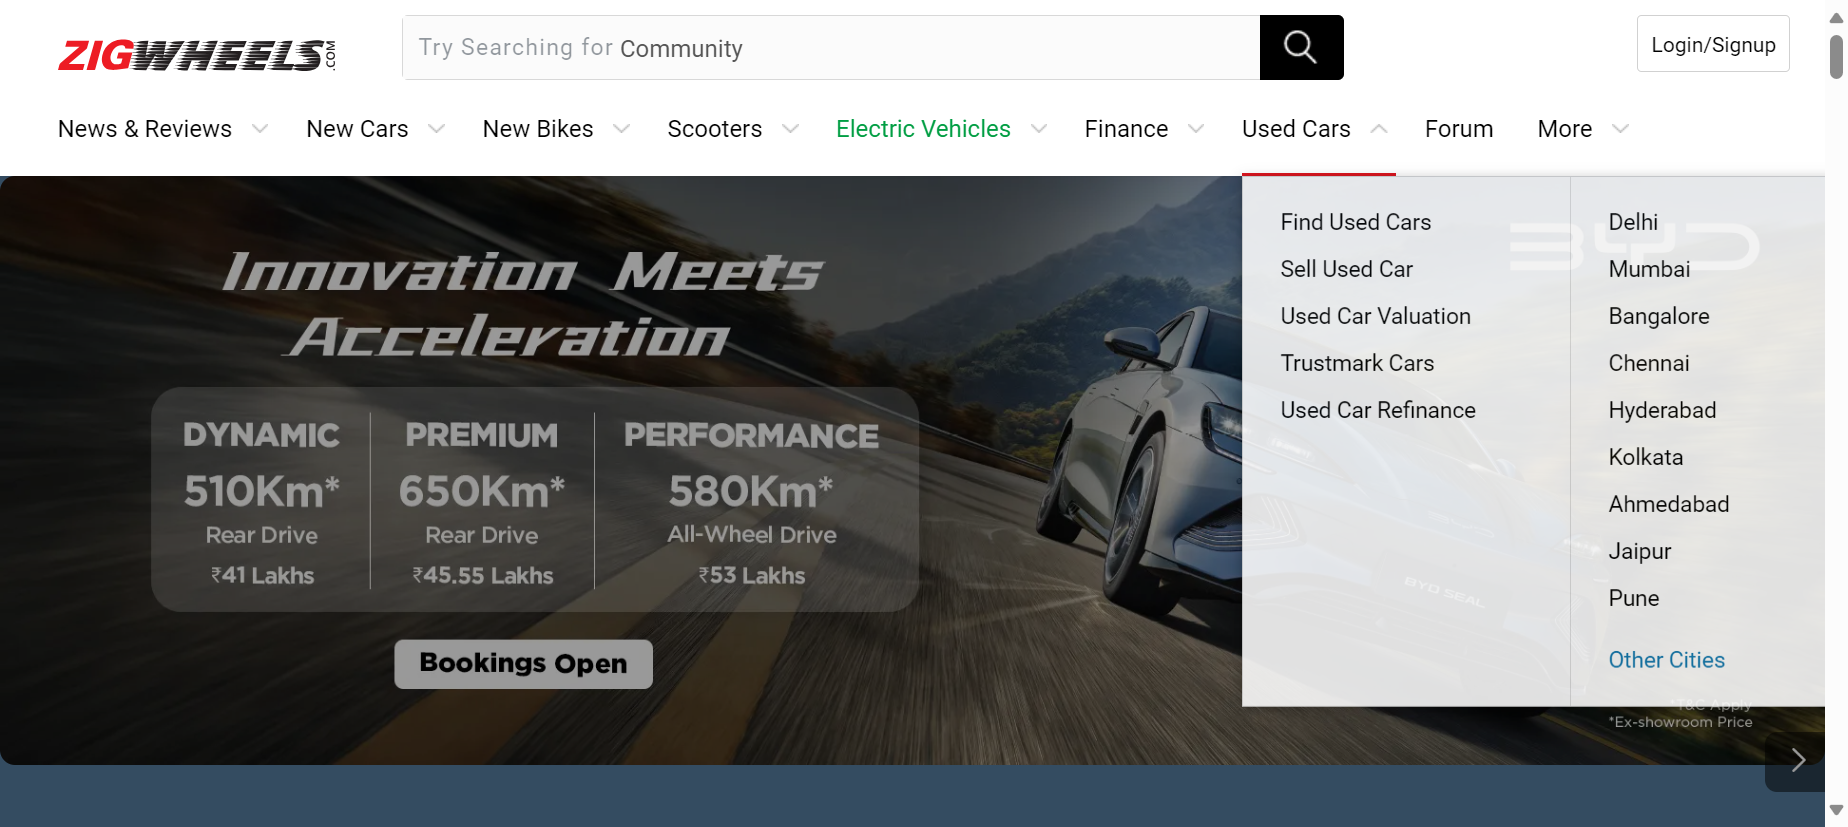 ZIGWHEELS.COM
Try Searching for Community
Login/Signup
News & Reviews
New Cars
New Bikes
Scooters
Electric Vehicles
Finance
Used Cars
Forum
More
Innovation Meets
Acceleration
DYNAMIC
510Km*
Rear Drive
₹41 Lakhs
PREMIUM
650Km*
Rear Drive
₹45.55 Lakhs
PERFORMANCE
580Km*
All-Wheel Drive
₹53 Lakhs
Bookings Open
Find Used Cars
Sell Used Car
Used Car Valuation
Trustmark Cars
Used Car Refinance
Delhi
Mumbai
Bangalore
Chennai
Hyderabad
Kolkata
Ahmedabad
Jaipur
Pune
Other Cities
BYD
BYD SEAL
*T&C Apply
*Ex-showroom Price